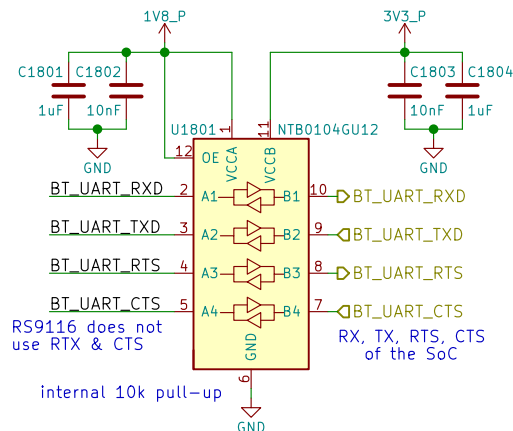 1V8_P
3V3_P
C1801
C1802
1uF
10nF
GND
C1803
C1804
10nF
1uF
GND
U1801
NTB0104GU12
1
11
12
OE
VCCA
VCCB
BT_UART_RXD
2
A1
B1
10
BT_UART_RXD
BT_UART_TXD
3
A2
B2
9
BT_UART_TXD
BT_UART_RTS
4
A3
B3
8
BT_UART_RTS
BT_UART_CTS
5
A4
B4
7
BT_UART_CTS
GND
6
GND
RS9116 does not
use RTX & CTS
RX, TX, RTS, CTS
of the SoC
internal 10k pull-up